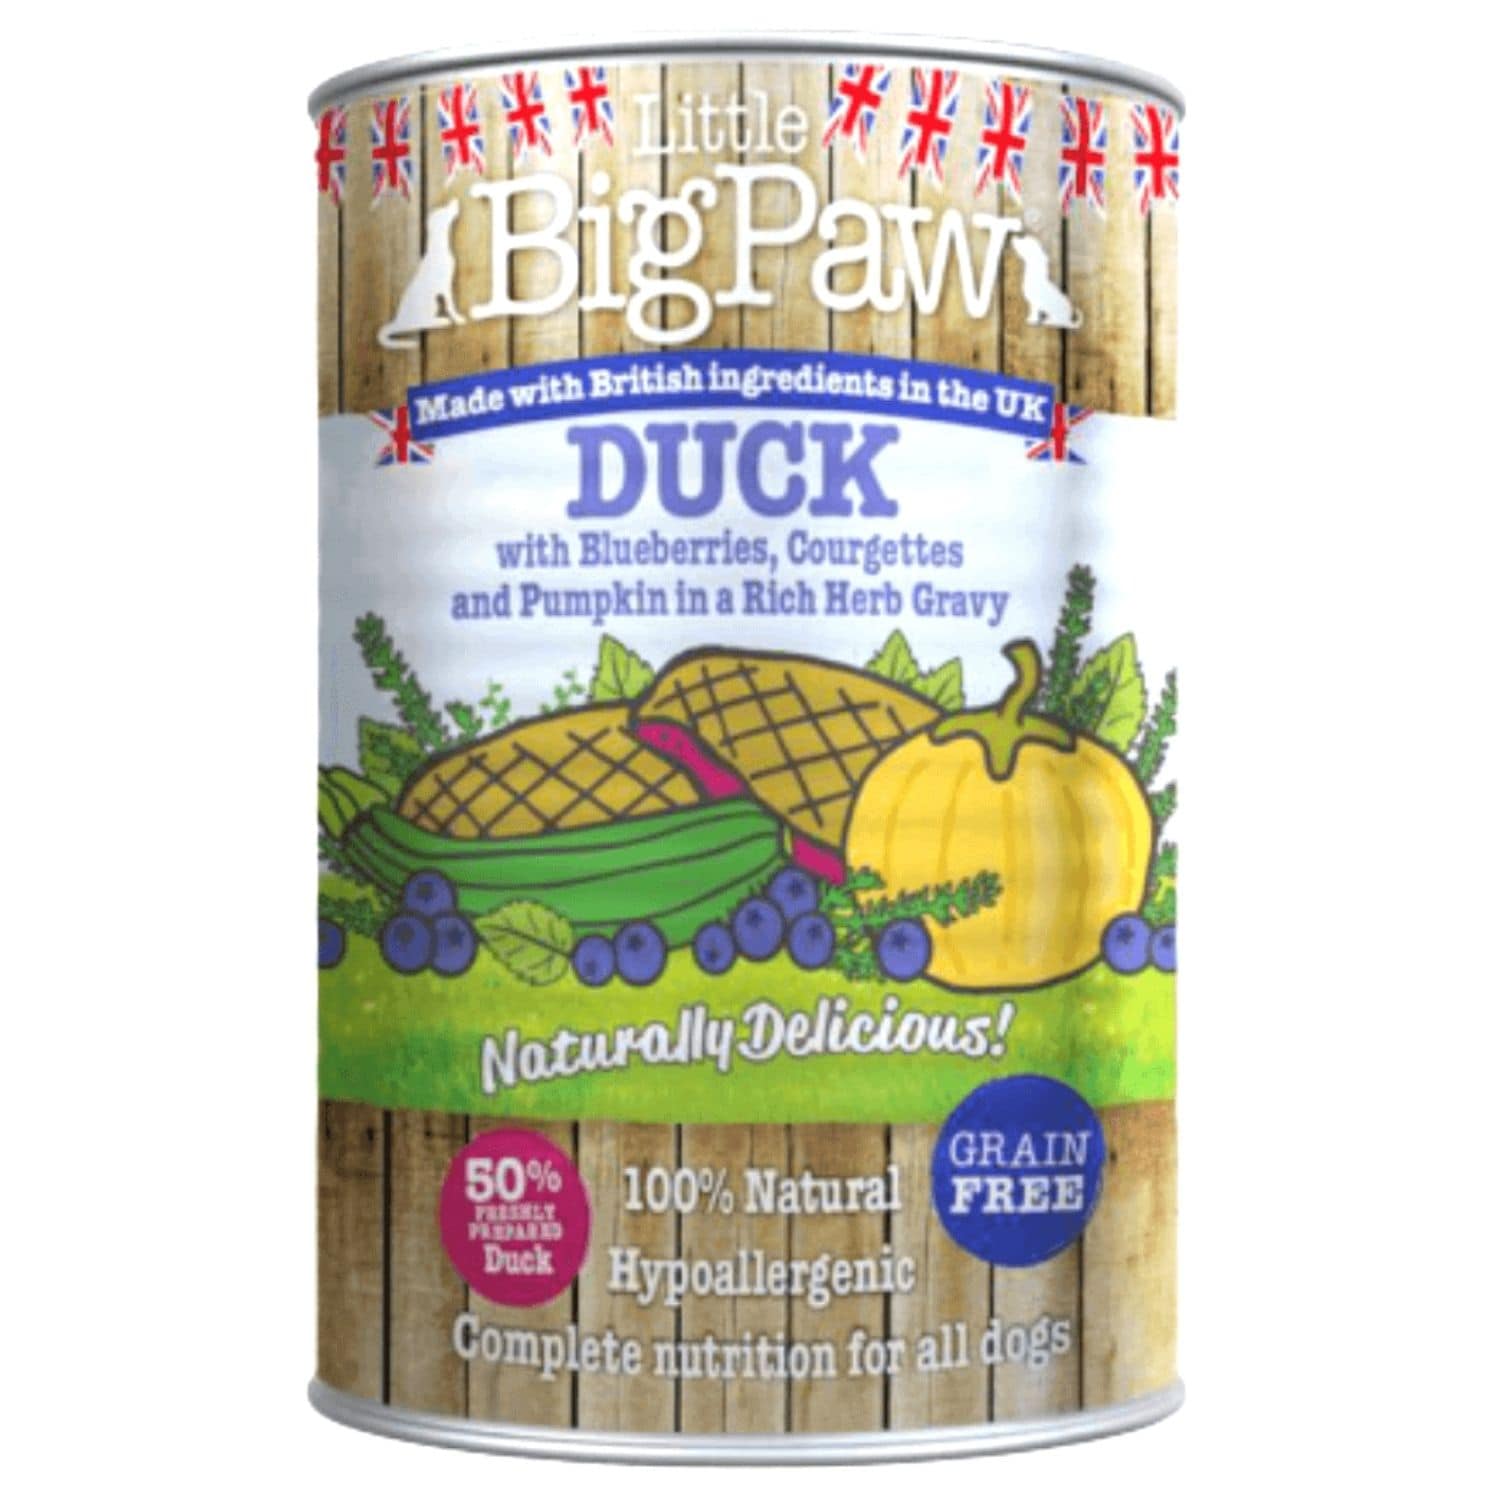 Little
BigPaw
Made with British ingredients in the UK
DUCK
with Blueberries, Courgettes
and Pumpkin in a Rich Herb Gravy
Naturally Delicious!
50%
FRESHLY
PREPARED
Duck
100% Natural
Hypoallergenic
Complete nutrition for all dogs
GRAIN
FREE